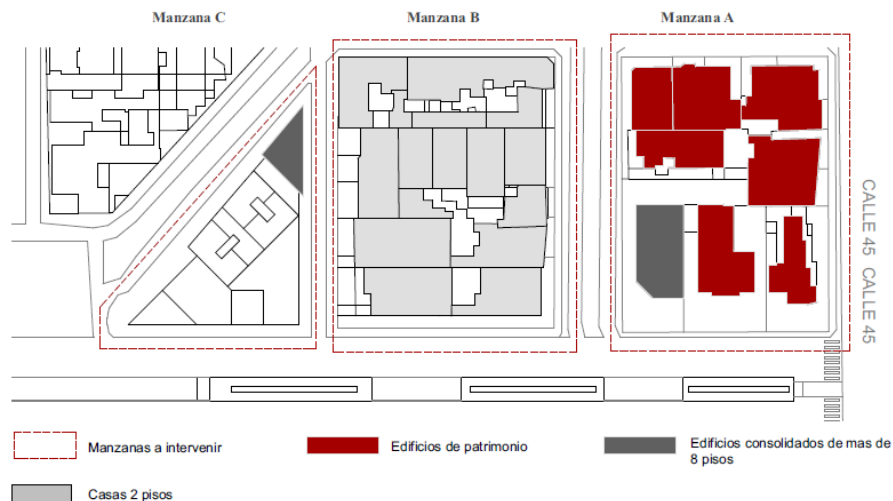 Manzana C
Manzana B
Manzana A
CALLE 45 CALLE 45
Manzanas a intervenir
Edificios de patrimonio
Edificios consolidados de mas de
8 pisos
Casas 2 pisos